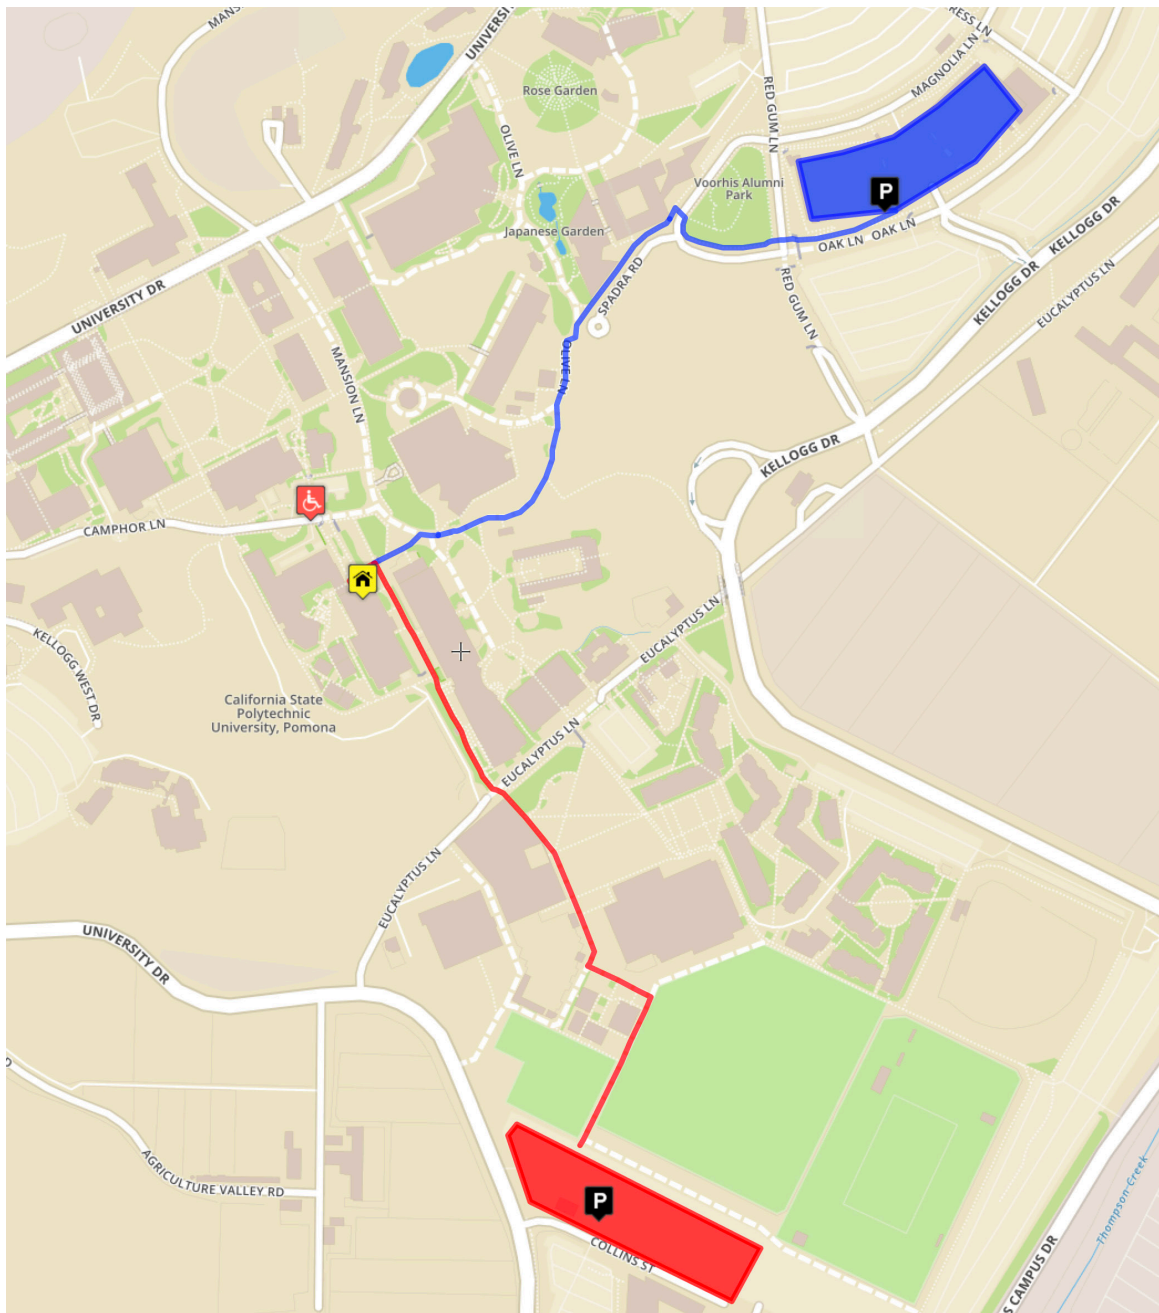 UNIVERSI
RESS LN
MAGNOLIA LN
Rose Garden
RED GUM LN
OLIVE LN
Voorhis Alumni
Park
P
Japanese Garden
OAK LN
OAK LN
KELLOGG DR
SPADRA RD
UNIVERSITY DR
RED GUM LN
KELLOGG DR
EUCALYPTUS LN
MANSION LN
OLIVE LN
KELLOGG DR
CAMPHOR LN
EUCALYPTUS LN
KELLOGG WEST DR
California State
Polytechnic
University, Pomona
EUCALYPTUS LN
EUCALYPTUS LN
UNIVERSITY DR
AGRICULTURE VALLEY RD
P
COLLINS ST
Thompson Creek
S CAMPUS DR